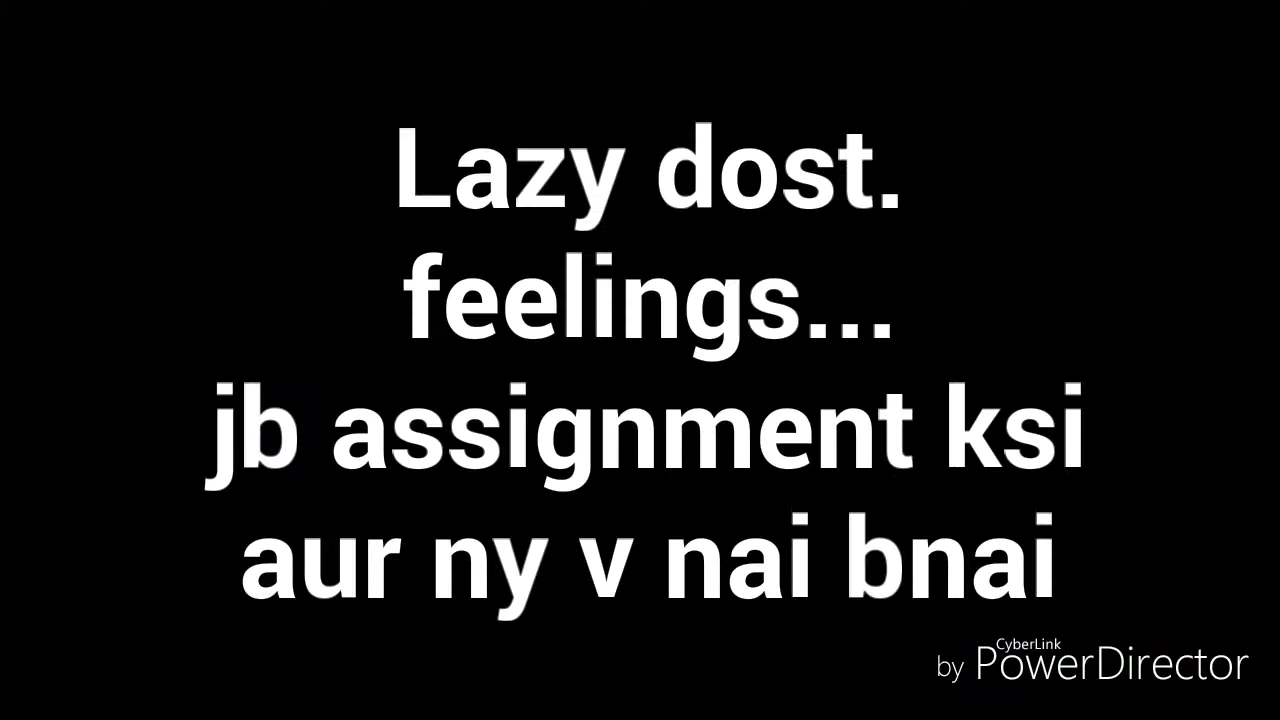 Lazy dost.
feelings...
jb assignment ksi
aur ny v nai bnai
CyberLink
by PowerDirector